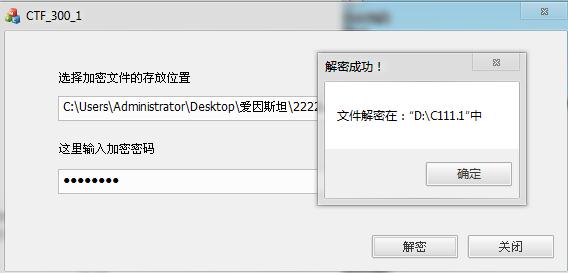 CTF_300_1
选择加密文件的存放位置
C:\Users\Administrator\Desktop\爱因斯坦\2222
这里输入加密密码
●●●●●●●●
解密
关闭
解密成功！
文件解密在："D:\C111.1"中
确定